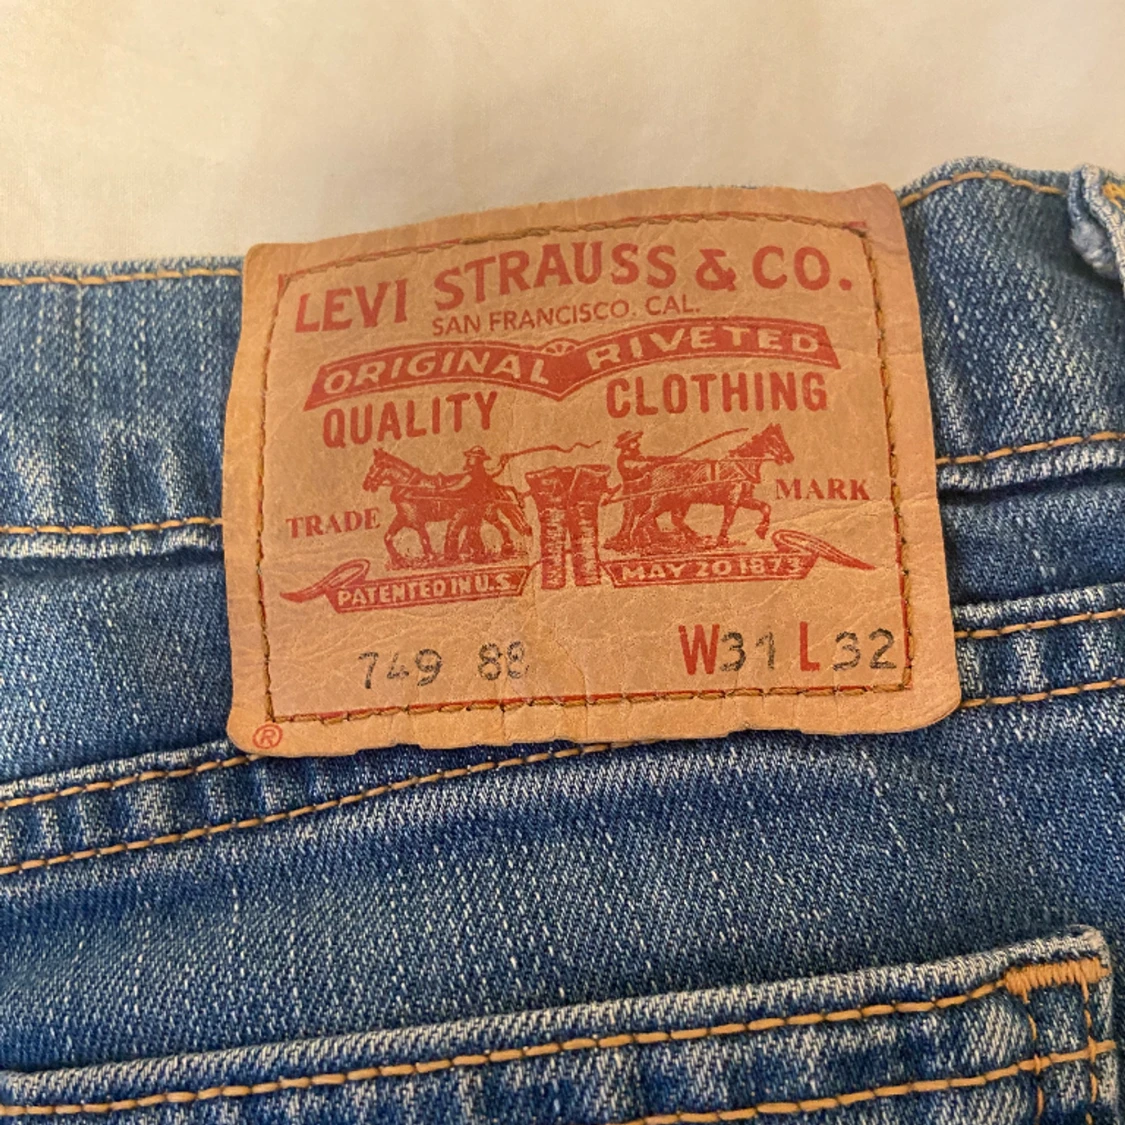 LEVI STRAUSS & CO.
SAN FRANCISCO. CAL.
ORIGINAL RIVETED
QUALITY CLOTHING
TRADE MARK
PATENTED IN U.S. MAY 20 1873
749 88 W31 L32
®